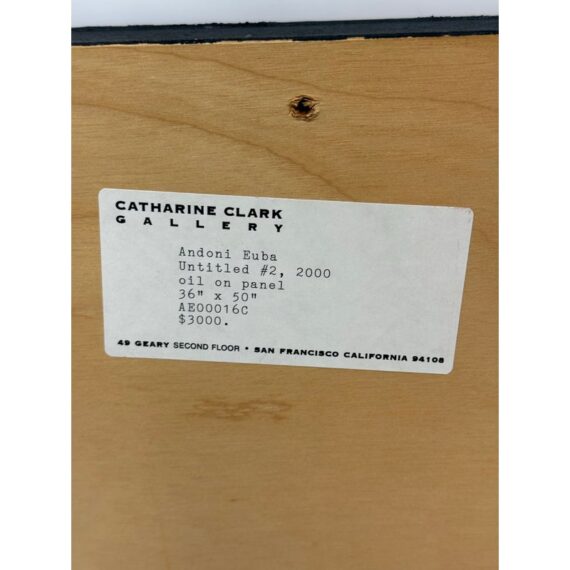 CATHARINE CLARK
GALLERY
Andoni Euba
Untitled #2, 2000
oil on panel
36" x 50"
AE00016C
$3000.
49 GEARY SECOND FLOOR • SAN FRANCISCO CALIFORNIA 94108